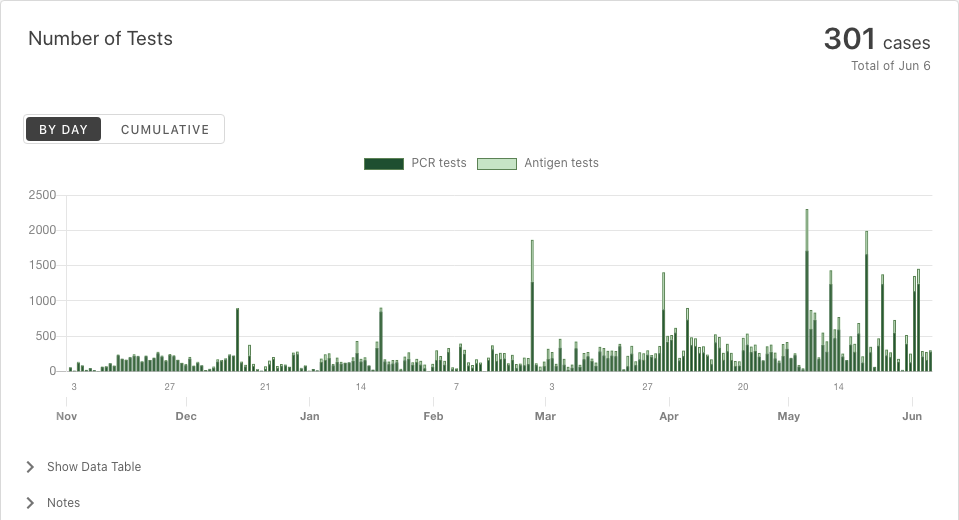 Number of Tests
301 cases
Total of Jun 6
BY DAY CUMULATIVE
PCR tests Antigen tests
2500
2000
1500
1000
500
0
3 27 21 14 7 3 27 20 14
Nov Dec Jan Feb Mar Apr May Jun
Show Data Table
Notes